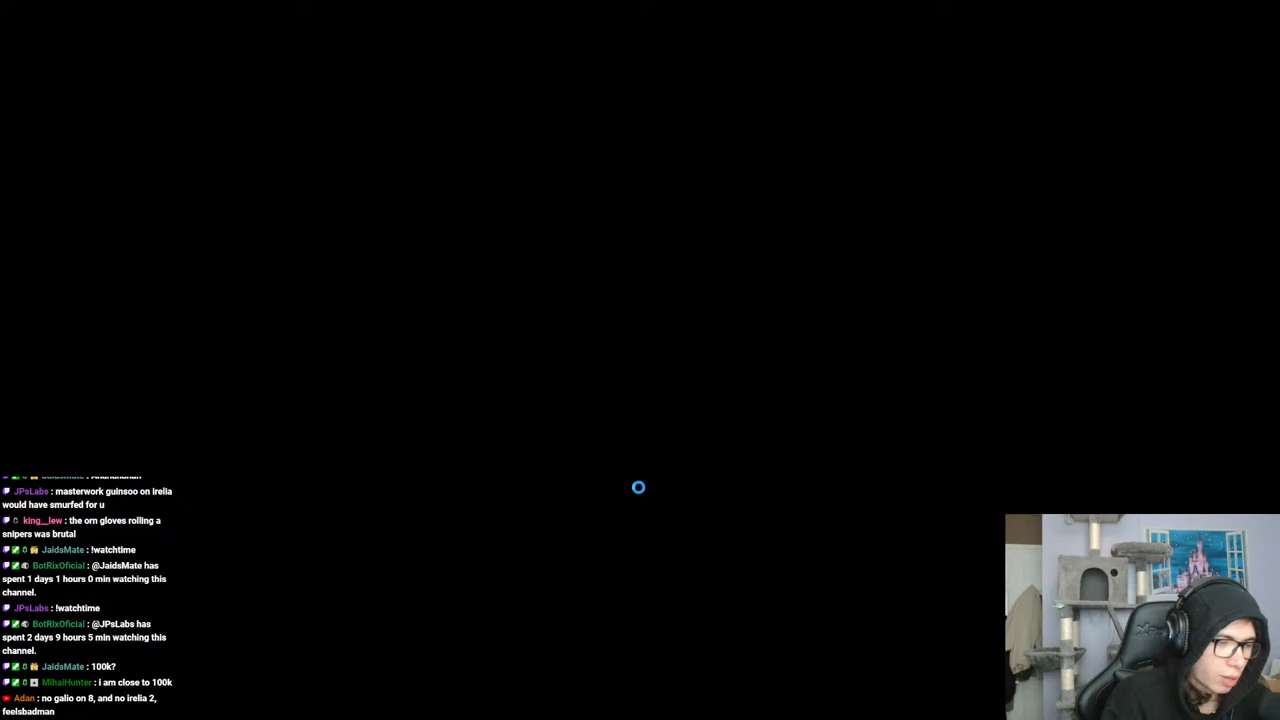 JaidsMate : Ahahahahah
JPsLabs : masterwork guinsoo on irelia
would have smurfed for u
king__lew : the orn gloves rolling a
snipers was brutal
JaidsMate : !watchtime
BotRixOficial : @JaidsMate has
spent 1 days 1 hours 0 min watching this
channel.
JPsLabs : !watchtime
BotRixOficial : @JPsLabs has
spent 2 days 9 hours 5 min watching this
channel.
JaidsMate : 100k?
MihaiHunter : i am close to 100k
Adan : no galio on 8, and no irelia 2,
feelsbadman